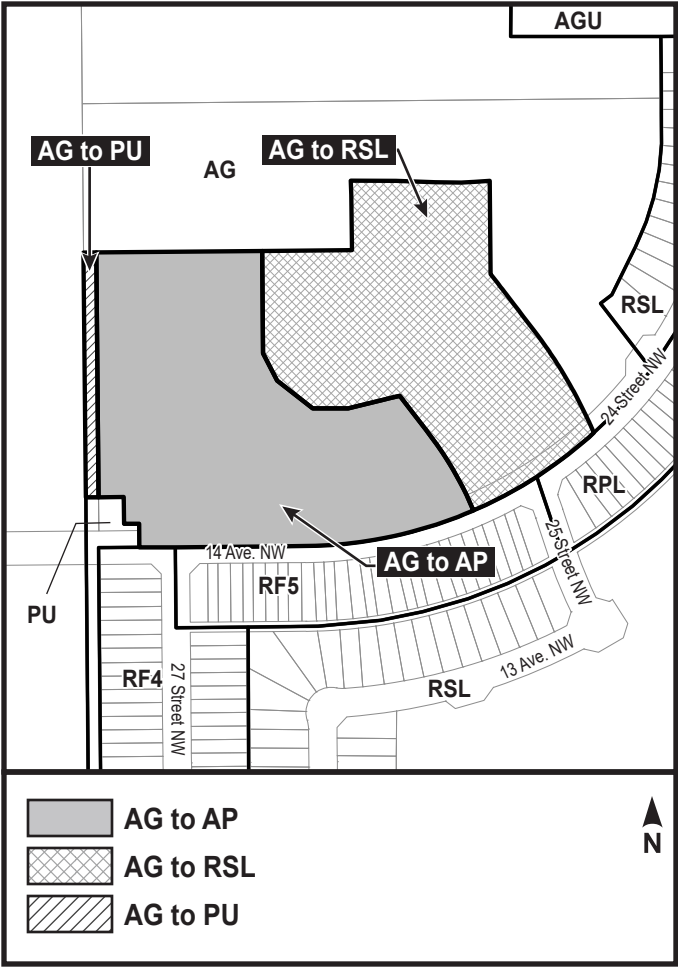 AGU
AG to PU
AG
AG to RSL
RSL
24 Street NW
RPL
25 Street NW
14 Ave. NW
AG to AP
RF5
PU
13 Ave. NW
RF4
27 Street NW
RSL
AG to AP
AG to RSL
AG to PU
N